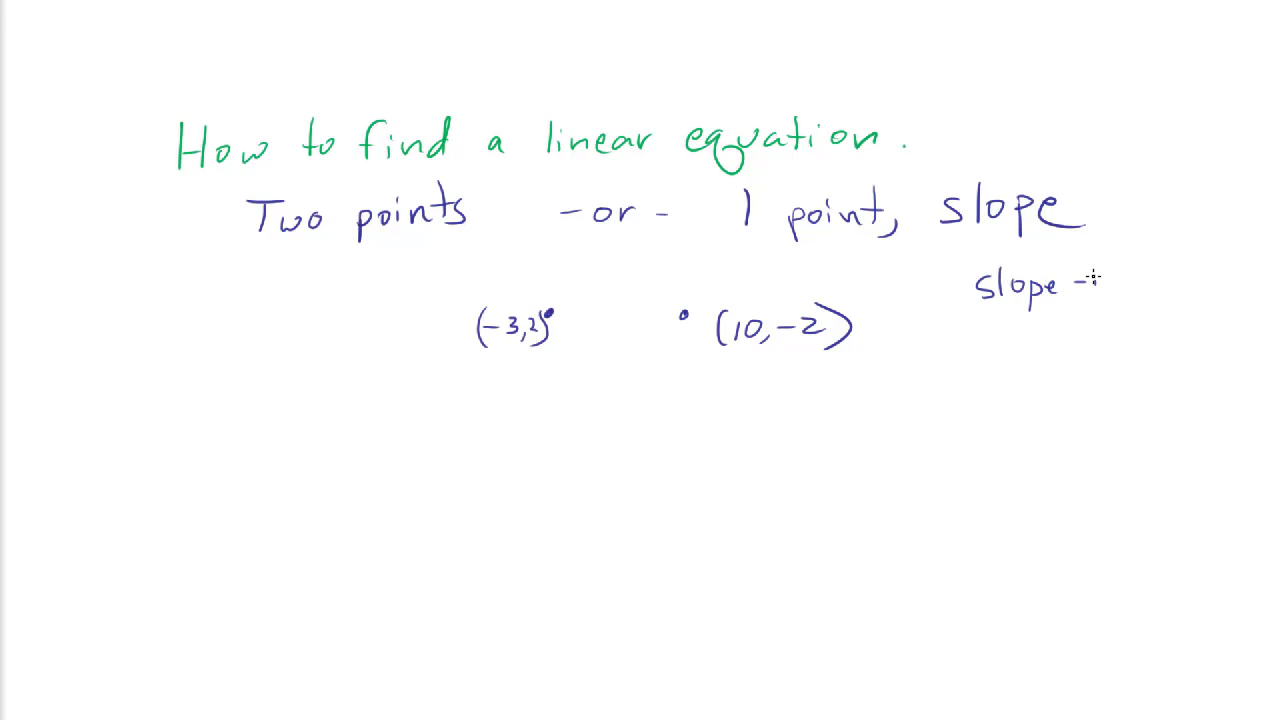 How to find a linear equation.
Two points - or - 1 point, slope
slope -
(-3,2) (10,-2)